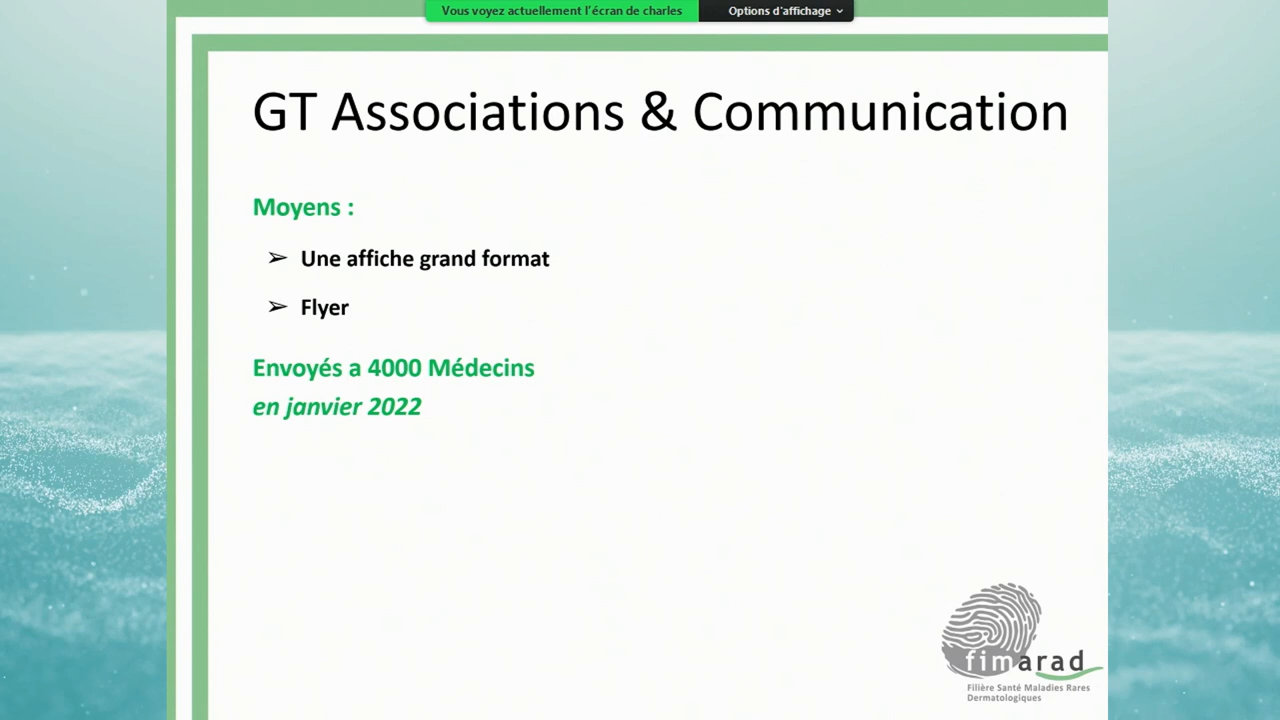 Vous voyez actuellement l'écran de charles
Options d'affichage
GT Associations & Communication
Moyens :
➢ Une affiche grand format
➢ Flyer
Envoyés a 4000 Médecins
en janvier 2022
fimarad
Filière Santé Maladies Rares
Dermatologiques